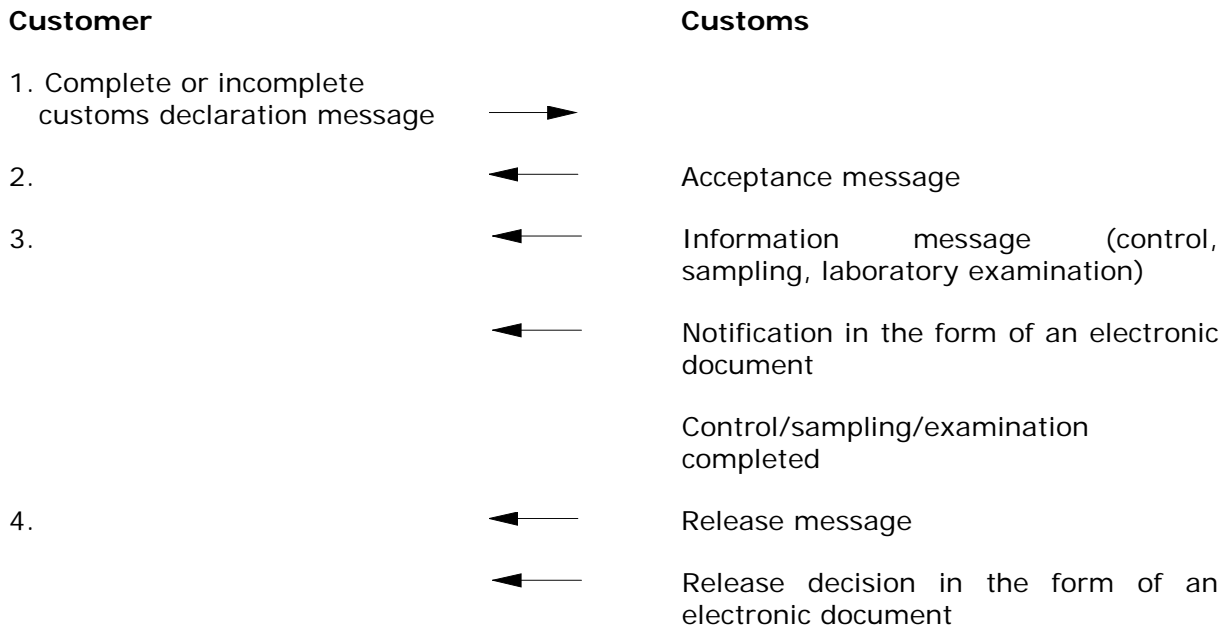 Customer Customs
1. Complete or incomplete
customs declaration message
2. Acceptance message
3. Information message (control,
sampling, laboratory examination)
Notification in the form of an electronic
document
Control/sampling/examination
completed
4. Release message
Release decision in the form of an
electronic document